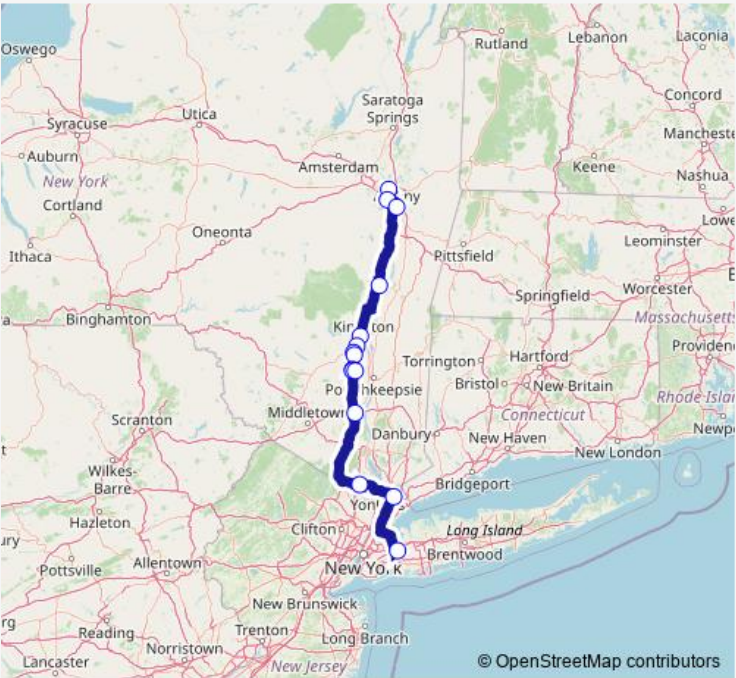 Oswego
Rutland
Lebanon
Laconia
Saratoga
Springs
Concord
Utica
Syracuse
Auburn
Amsterdam
Keene
Nashua
New York
Cortland
Oneonta
Ithaca
Pittsfield
Leominster
Springfield
Worcester
Binghamton
Torrington
Hartford
Bristol
New Britain
Middletown
Connecticut
Scranton
Danbury
New Haven
New London
Wilkes-
Barre
Bridgeport
Hazleton
Clifton
Long Island
Brentwood
Pottsville
Allentown
New York
New Brunswick
Reading
Trenton
Long Branch
Norristown
Lancaster
New Jersey
© OpenStreetMap contributors